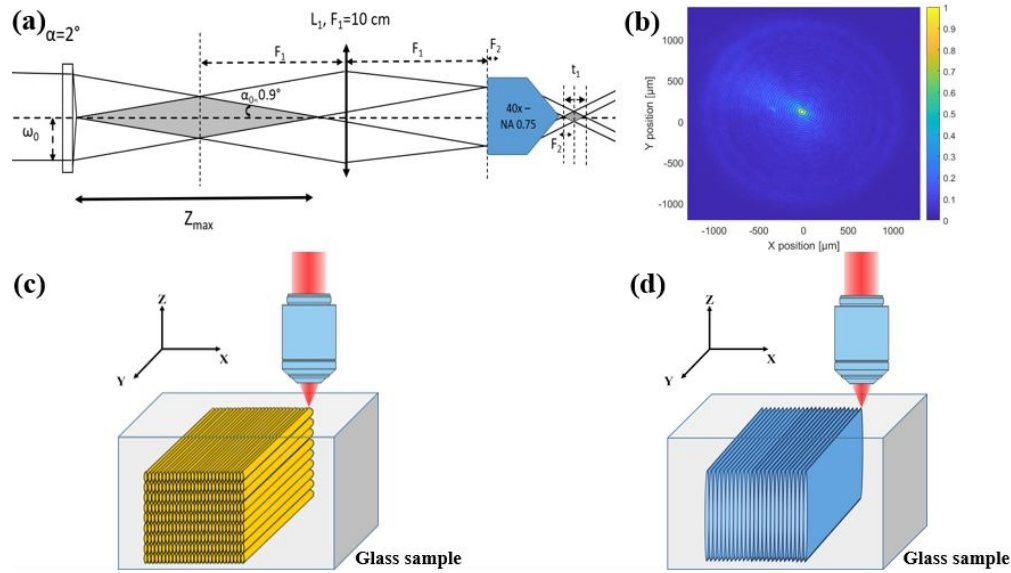 (a)
α=2°
L₁, F₁=10 cm
F₁
F₁
F₂
t₁
α₀=0.9°
ω₀
40x –
NA 0.75
F₂
Zmax
(b)
1200
500
0
-500
-1200
Y position [µm]
-1000
-500
0
500
1000
X position [µm]
1
0.9
0.8
0.7
0.6
0.5
0.4
0.3
0.2
0.1
0
(c)
Z
X
Y
Glass sample
(d)
Z
X
Y
Glass sample